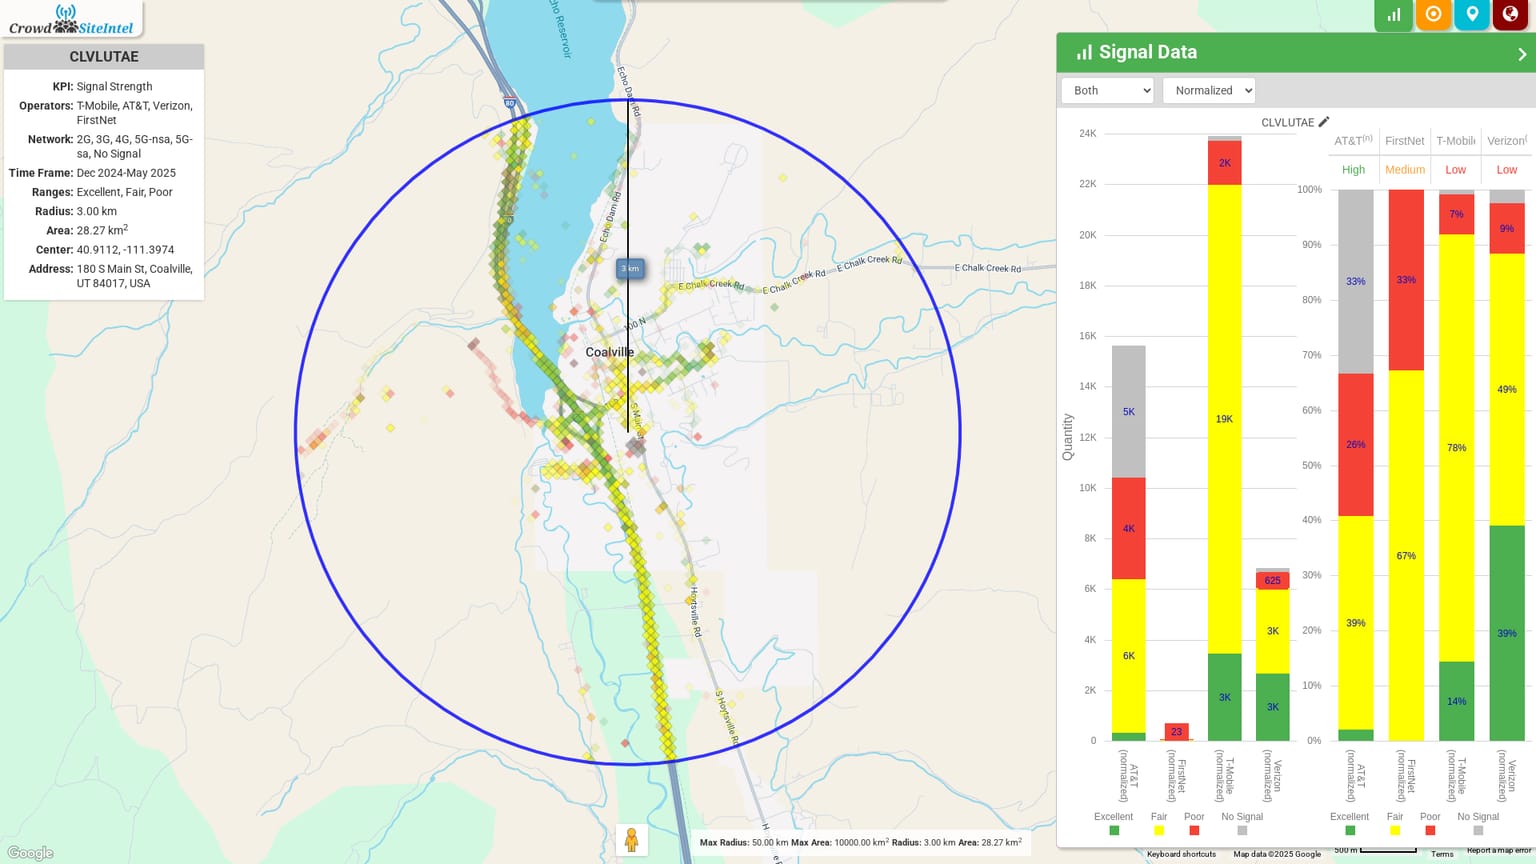 Crowd SiteIntel
CLVLUTAE
KPI: Signal Strength
Operators: T-Mobile, AT&T, Verizon,
FirstNet
Network: 2G, 3G, 4G, 5G-nsa, 5G-
sa, No Signal
Time Frame: Dec 2024-May 2025
Ranges: Excellent, Fair, Poor
Radius: 3.00 km
Area: 28.27 km²
Center: 40.9112, -111.3974
Address: 180 S Main St, Coalville,
UT 84017, USA
Echo Reservoir
80
Echo Dam Rd
Echo Dam Rd
3 km
E Chalk Creek Rd
E Chalk Creek Rd
E Chalk Creek Rd
E Chalk Creek Rd
100 N
Coalville
S Main St
Hoytsville Rd
S Hoytsville Rd
Google
Max Radius: 50.00 km Max Area: 10000.00 km² Radius: 3.00 km Area: 28.27 km²
Signal Data
Both
Normalized
CLVLUTAE
AT&T(n) FirstNet T-Mobile Verizon(
High Medium Low Low
Quantity
24K
22K
20K
18K
16K
14K
12K
10K
8K
6K
4K
2K
0
5K
4K
6K
23
2K
19K
3K
625
3K
3K
AT&T
(normalized)
FirstNet
(normalized)
T-Mobile
(normalized)
Verizon
(normalized)
Excellent Fair Poor No Signal
100%
90%
80%
70%
60%
50%
40%
30%
20%
10%
0%
33%
26%
39%
33%
67%
7%
78%
14%
9%
49%
39%
AT&T
(normalized)
FirstNet
(normalized)
T-Mobile
(normalized)
Verizon
(normalized)
Excellent Fair Poor No Signal
Keyboard shortcuts Map data ©2025 Google 500 m Terms Report a map error